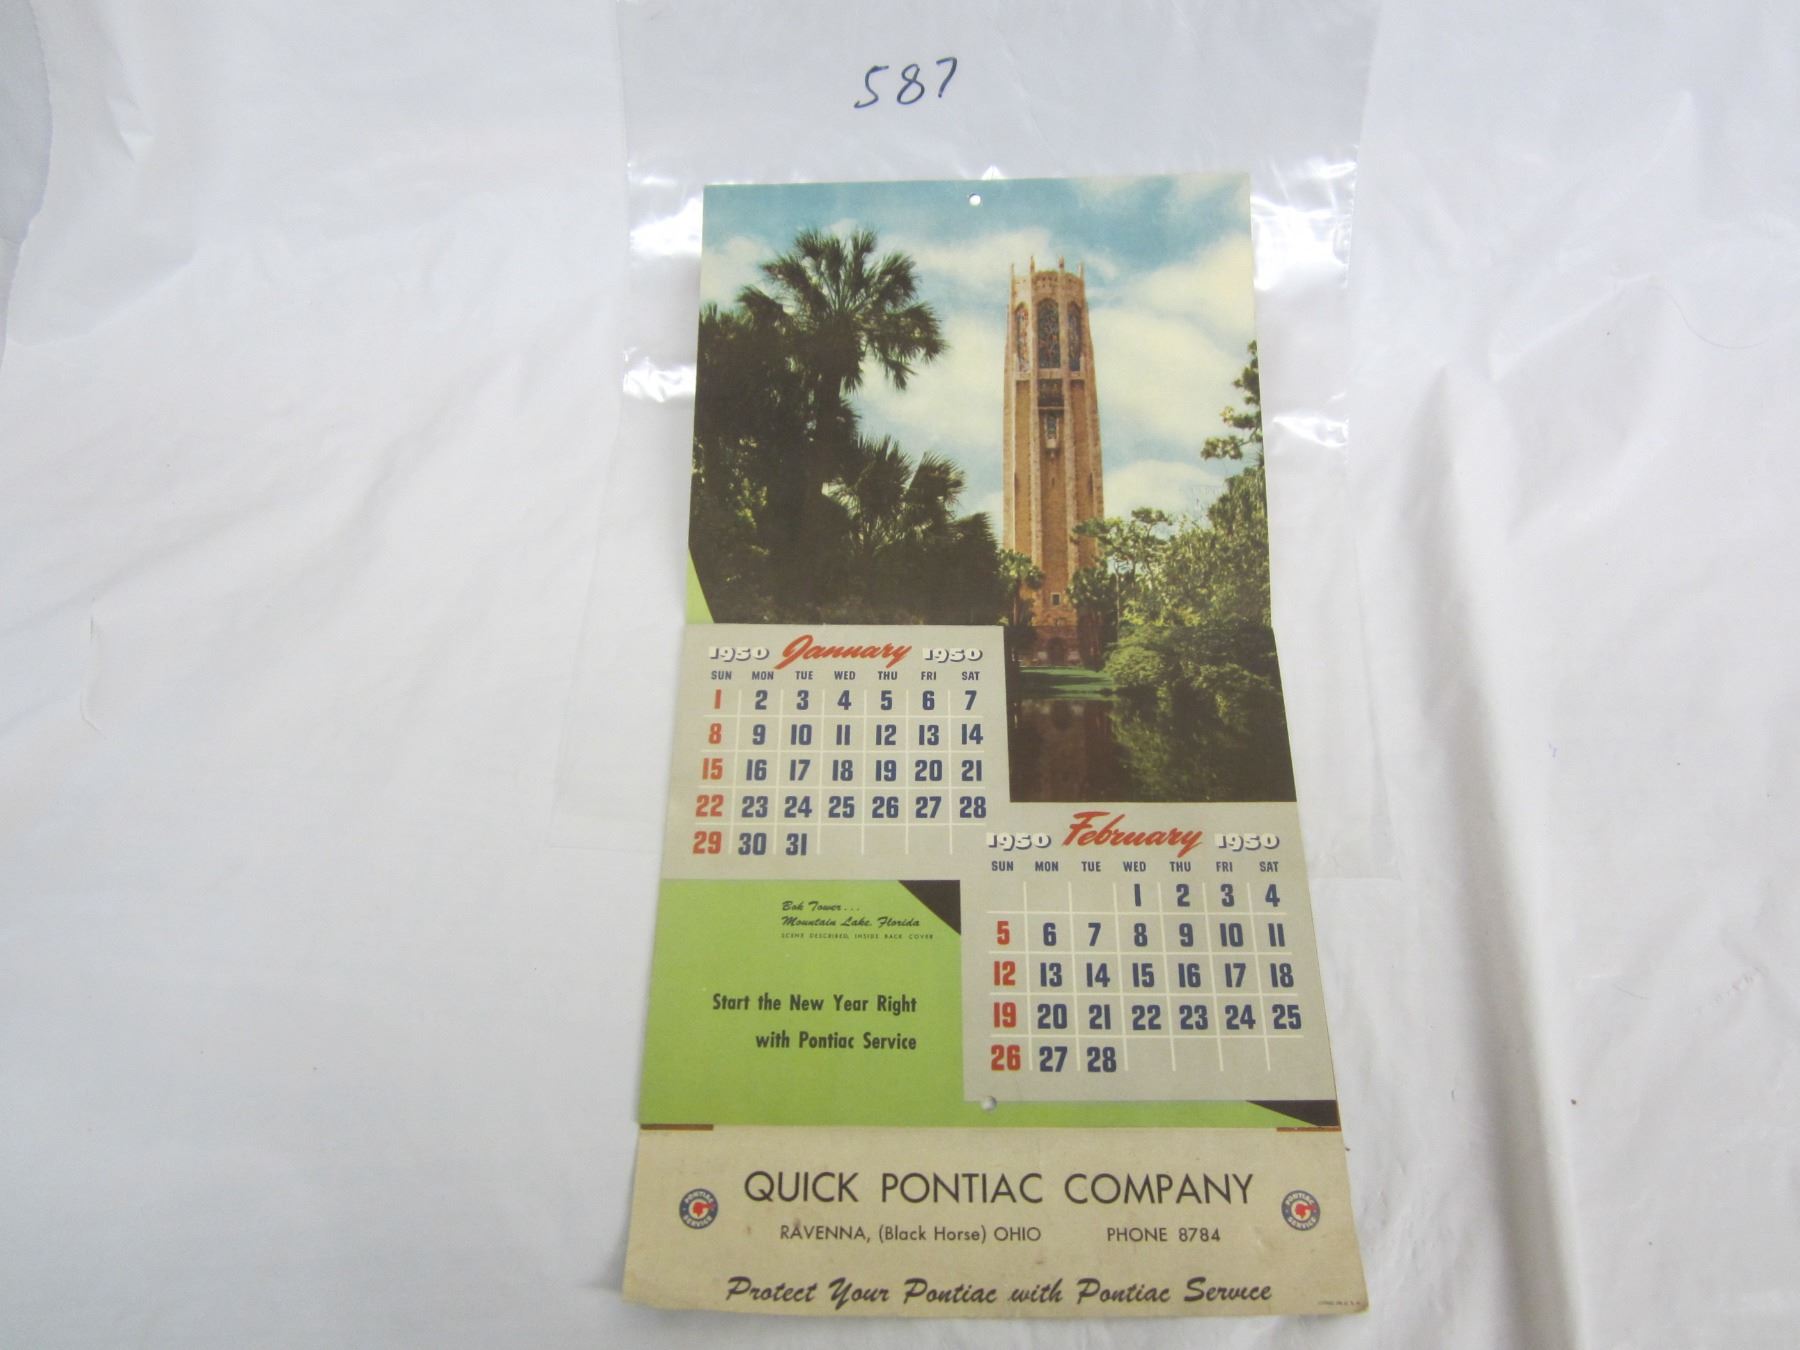 587
1950 January 1950
SUN MON TUE WED THU FRI SAT
1 2 3 4 5 6 7
8 9 10 11 12 13 14
15 16 17 18 19 20 21
22 23 24 25 26 27 28
29 30 31
1950 February 1950
SUN MON TUE WED THU FRI SAT
1 2 3 4
5 6 7 8 9 10 11
12 13 14 15 16 17 18
19 20 21 22 23 24 25
26 27 28
Bok Tower...
Mountain Lake, Florida
SCENE DESCRIBED, INSIDE BACK COVER
Start the New Year Right
with Pontiac Service
QUICK PONTIAC COMPANY
PONTIAC SERVICE
PONTIAC SERVICE
RAVENNA, (Black Horse) OHIO PHONE 8784
Protect Your Pontiac with Pontiac Service